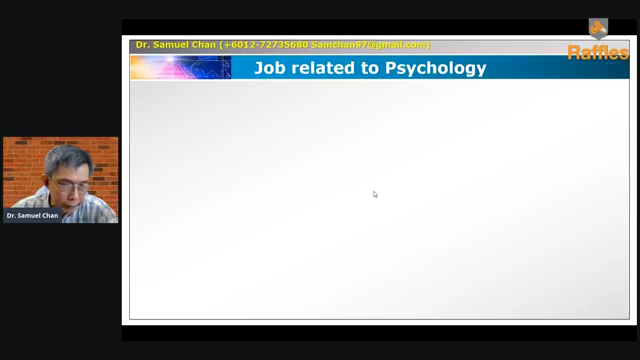 Dr. Samuel Chan (+6012-72735680 Samchan97@gmail.com)
Raffles
Job related to Psychology
Dr. Samuel Chan